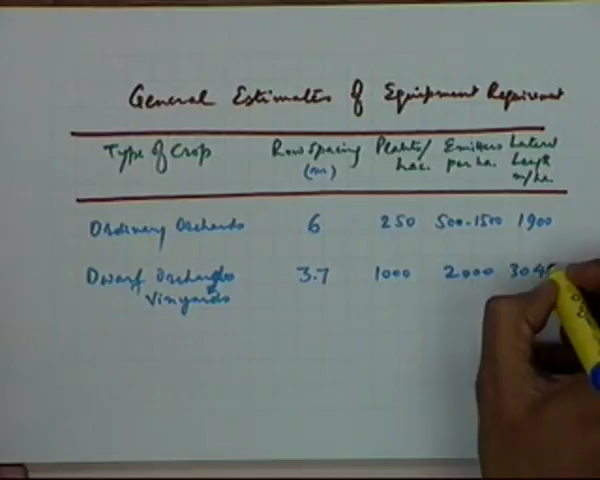 General Estimates of Equipment Requirement
Type of Crop Row Spacing (m) Plants/hac. Emitters per ha. Lateral Length m/ha.
Ordinary Orchards 6 250 500-1500 1900
Dwarf Orchards 3.7 1000 2000
Vinyards